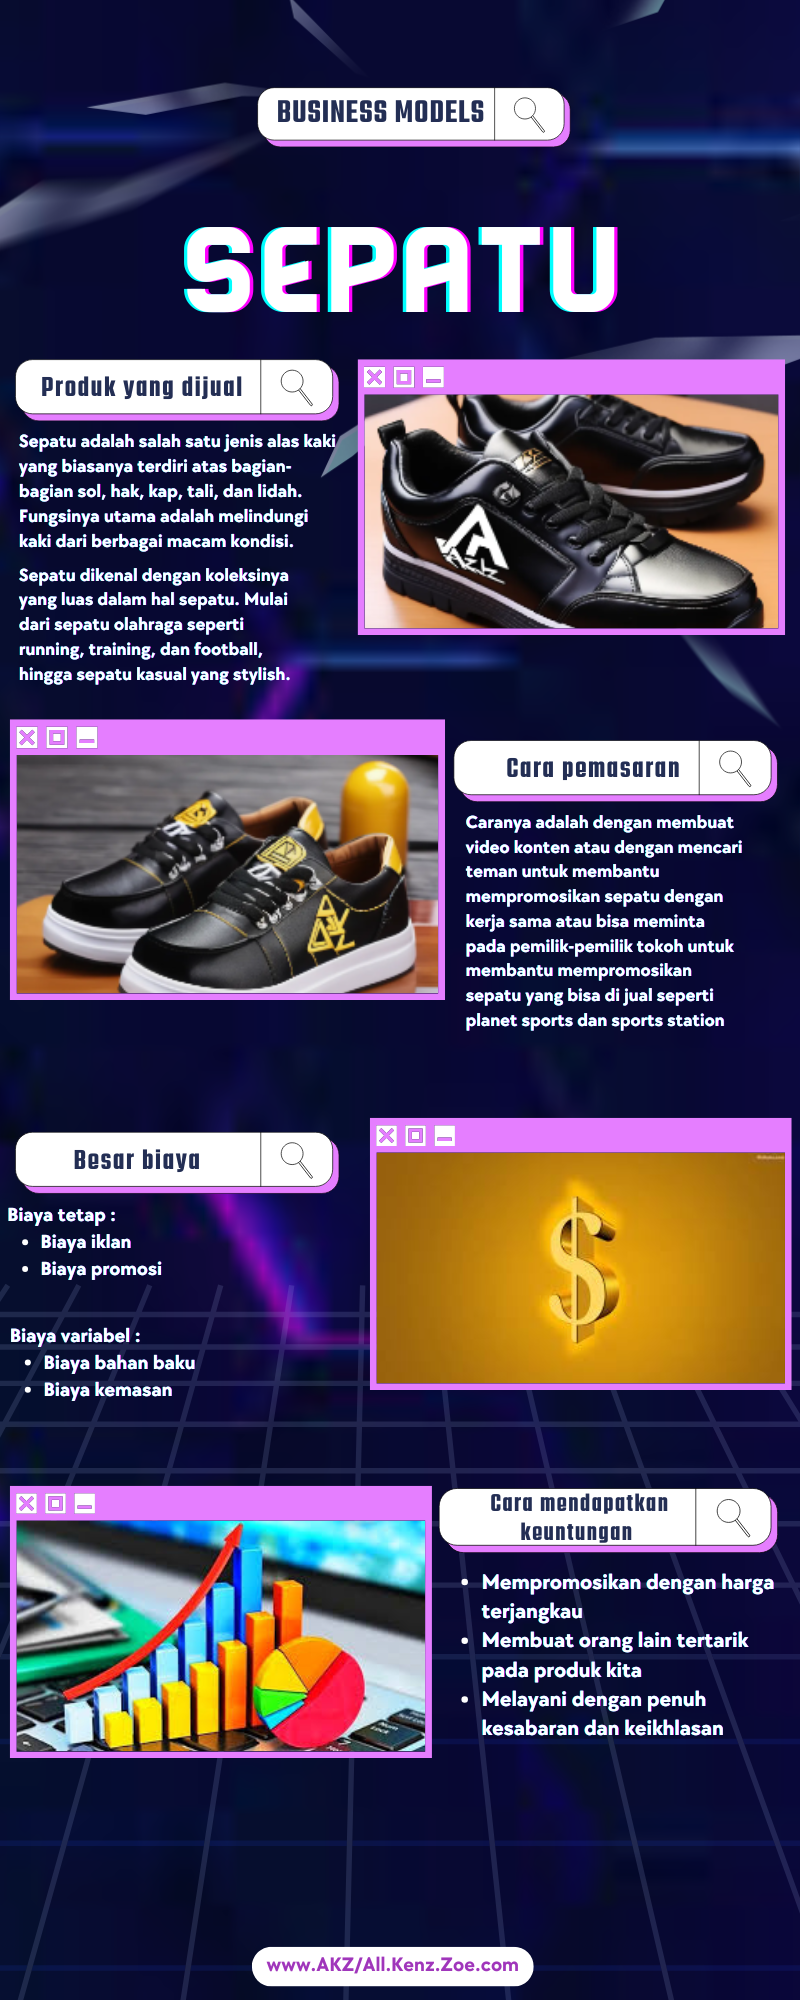 BUSINESS MODELS
SEPATU
Produk yang dijual
Sepatu adalah salah satu jenis alas kaki
yang biasanya terdiri atas bagian-
bagian sol, hak, kap, tali, dan lidah.
Fungsinya utama adalah melindungi
kaki dari berbagai macam kondisi.
Sepatu dikenal dengan koleksinya
yang luas dalam hal sepatu. Mulai
dari sepatu olahraga seperti
running, training, dan football,
hingga sepatu kasual yang stylish.
Cara pemasaran
Caranya adalah dengan membuat
video konten atau dengan mencari
teman untuk membantu
mempromosikan sepatu dengan
kerja sama atau bisa meminta
pada pemilik-pemilik tokoh untuk
membantu mempromosikan
sepatu yang bisa di jual seperti
planet sports dan sports station
Besar biaya
Biaya tetap :
• Biaya iklan
• Biaya promosi
Biaya variabel :
• Biaya bahan baku
• Biaya kemasan
Cara mendapatkan
keuntungan
• Mempromosikan dengan harga
terjangkau
• Membuat orang lain tertarik
pada produk kita
• Melayani dengan penuh
kesabaran dan keikhlasan
www.AKZ/All.Kenz.Zoe.com